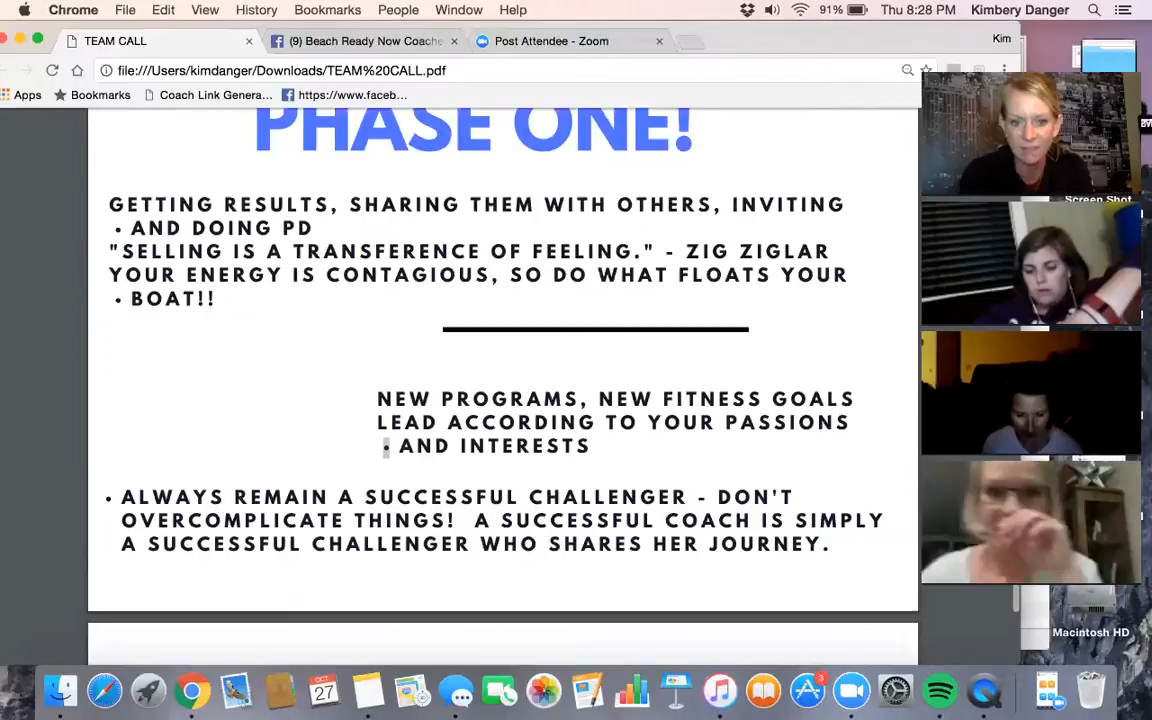 Chrome File Edit View History Bookmarks People Window Help 91% Thu 8:28 PM Kimbery Danger
TEAM CALL (9) Beach Ready Now Coache Post Attendee - Zoom Kim
file:///Users/kimdanger/Downloads/TEAM%20CALL.pdf
Apps Bookmarks Coach Link Genera... https://www.faceb...
PHASE ONE!
GETTING RESULTS, SHARING THEM WITH OTHERS, INVITING
• AND DOING PD
"SELLING IS A TRANSFERENCE OF FEELING." - ZIG ZIGLAR
YOUR ENERGY IS CONTAGIOUS, SO DO WHAT FLOATS YOUR
• BOAT!!
NEW PROGRAMS, NEW FITNESS GOALS
LEAD ACCORDING TO YOUR PASSIONS
• AND INTERESTS
• ALWAYS REMAIN A SUCCESSFUL CHALLENGER - DON'T
OVERCOMPLICATE THINGS! A SUCCESSFUL COACH IS SIMPLY
A SUCCESSFUL CHALLENGER WHO SHARES HER JOURNEY.
Screen Shot
Macintosh HD
OCT
27
3